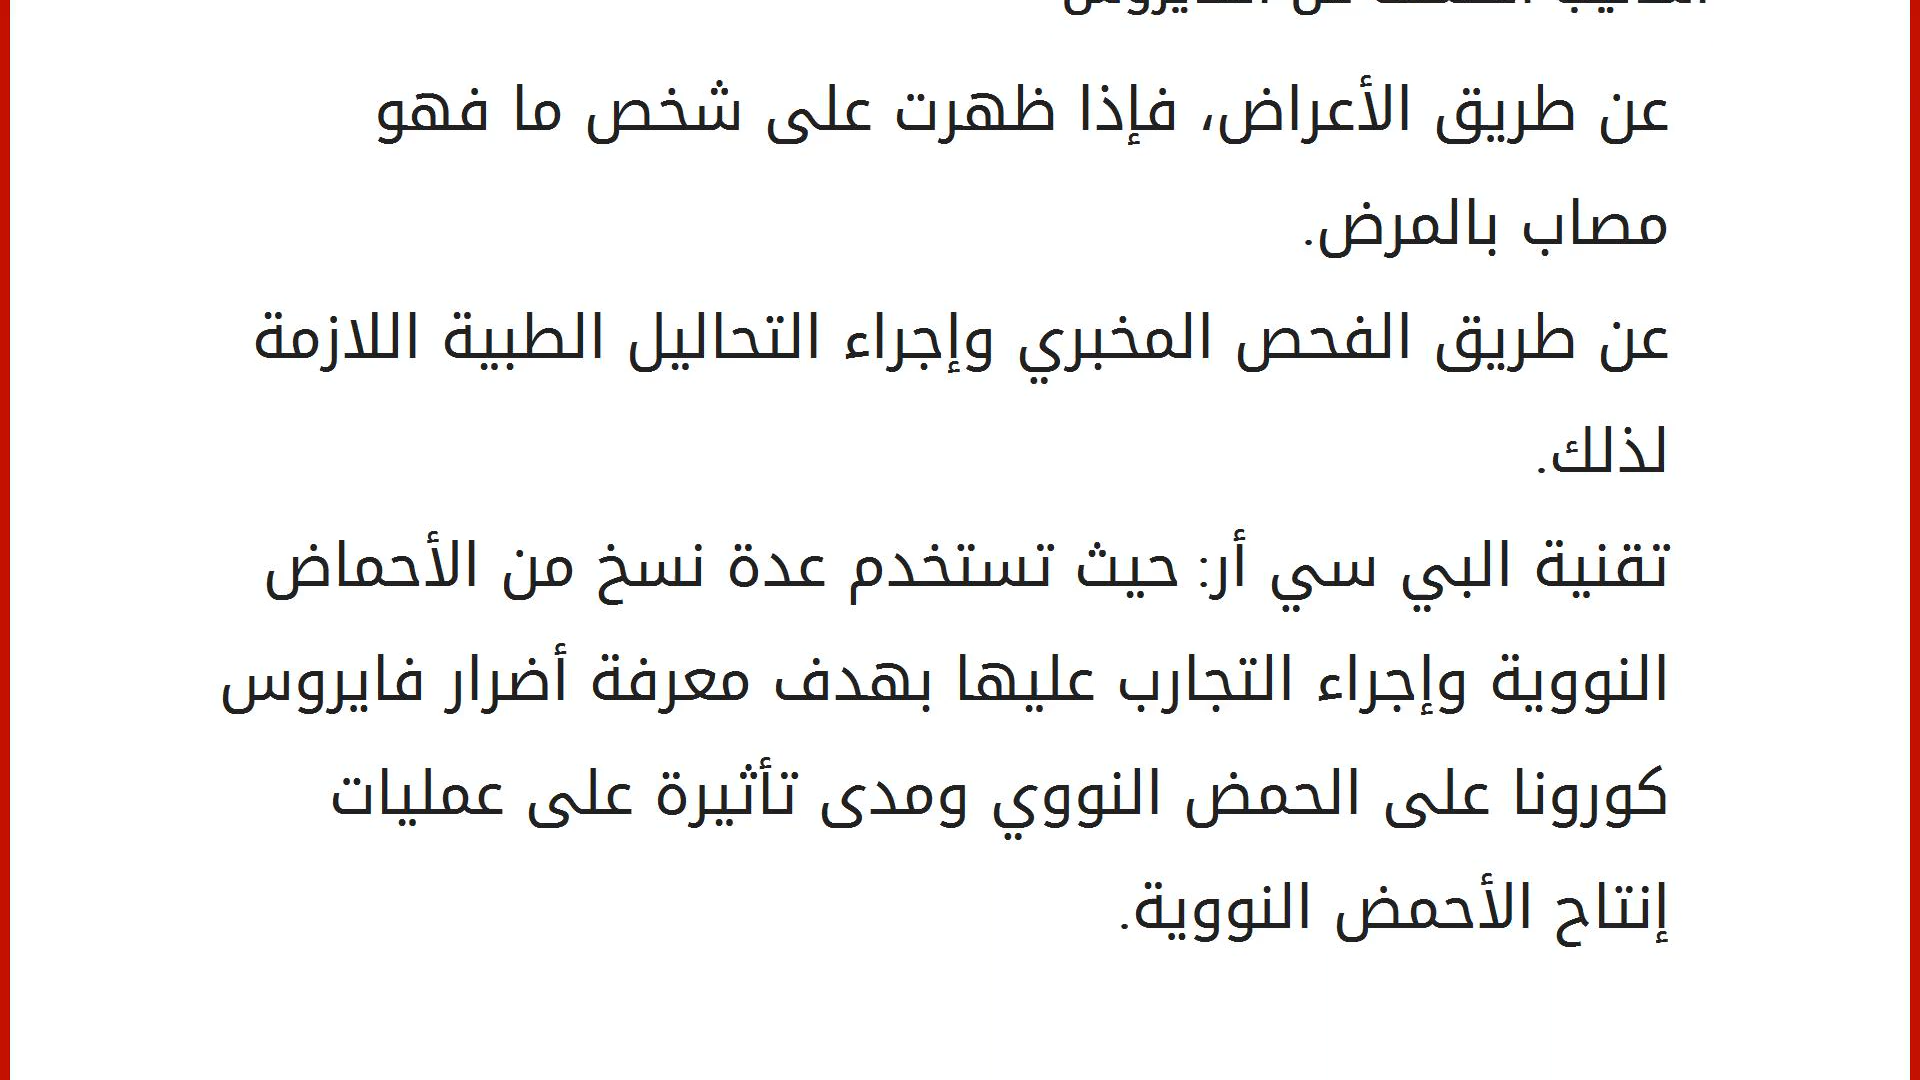 عن طريق الأعراض، فإذا ظهرت على شخص ما فهو
مصاب بالمرض.
عن طريق الفحص المخبري وإجراء التحاليل الطبية اللازمة
لذلك.
تقنية البي سي أر: حيث تستخدم عدة نسخ من الأحماض
النووية وإجراء التجارب عليها بهدف معرفة أضرار فايروس
كورونا على الحمض النووي ومدى تأثيرة على عمليات
إنتاح الأحمض النووية.